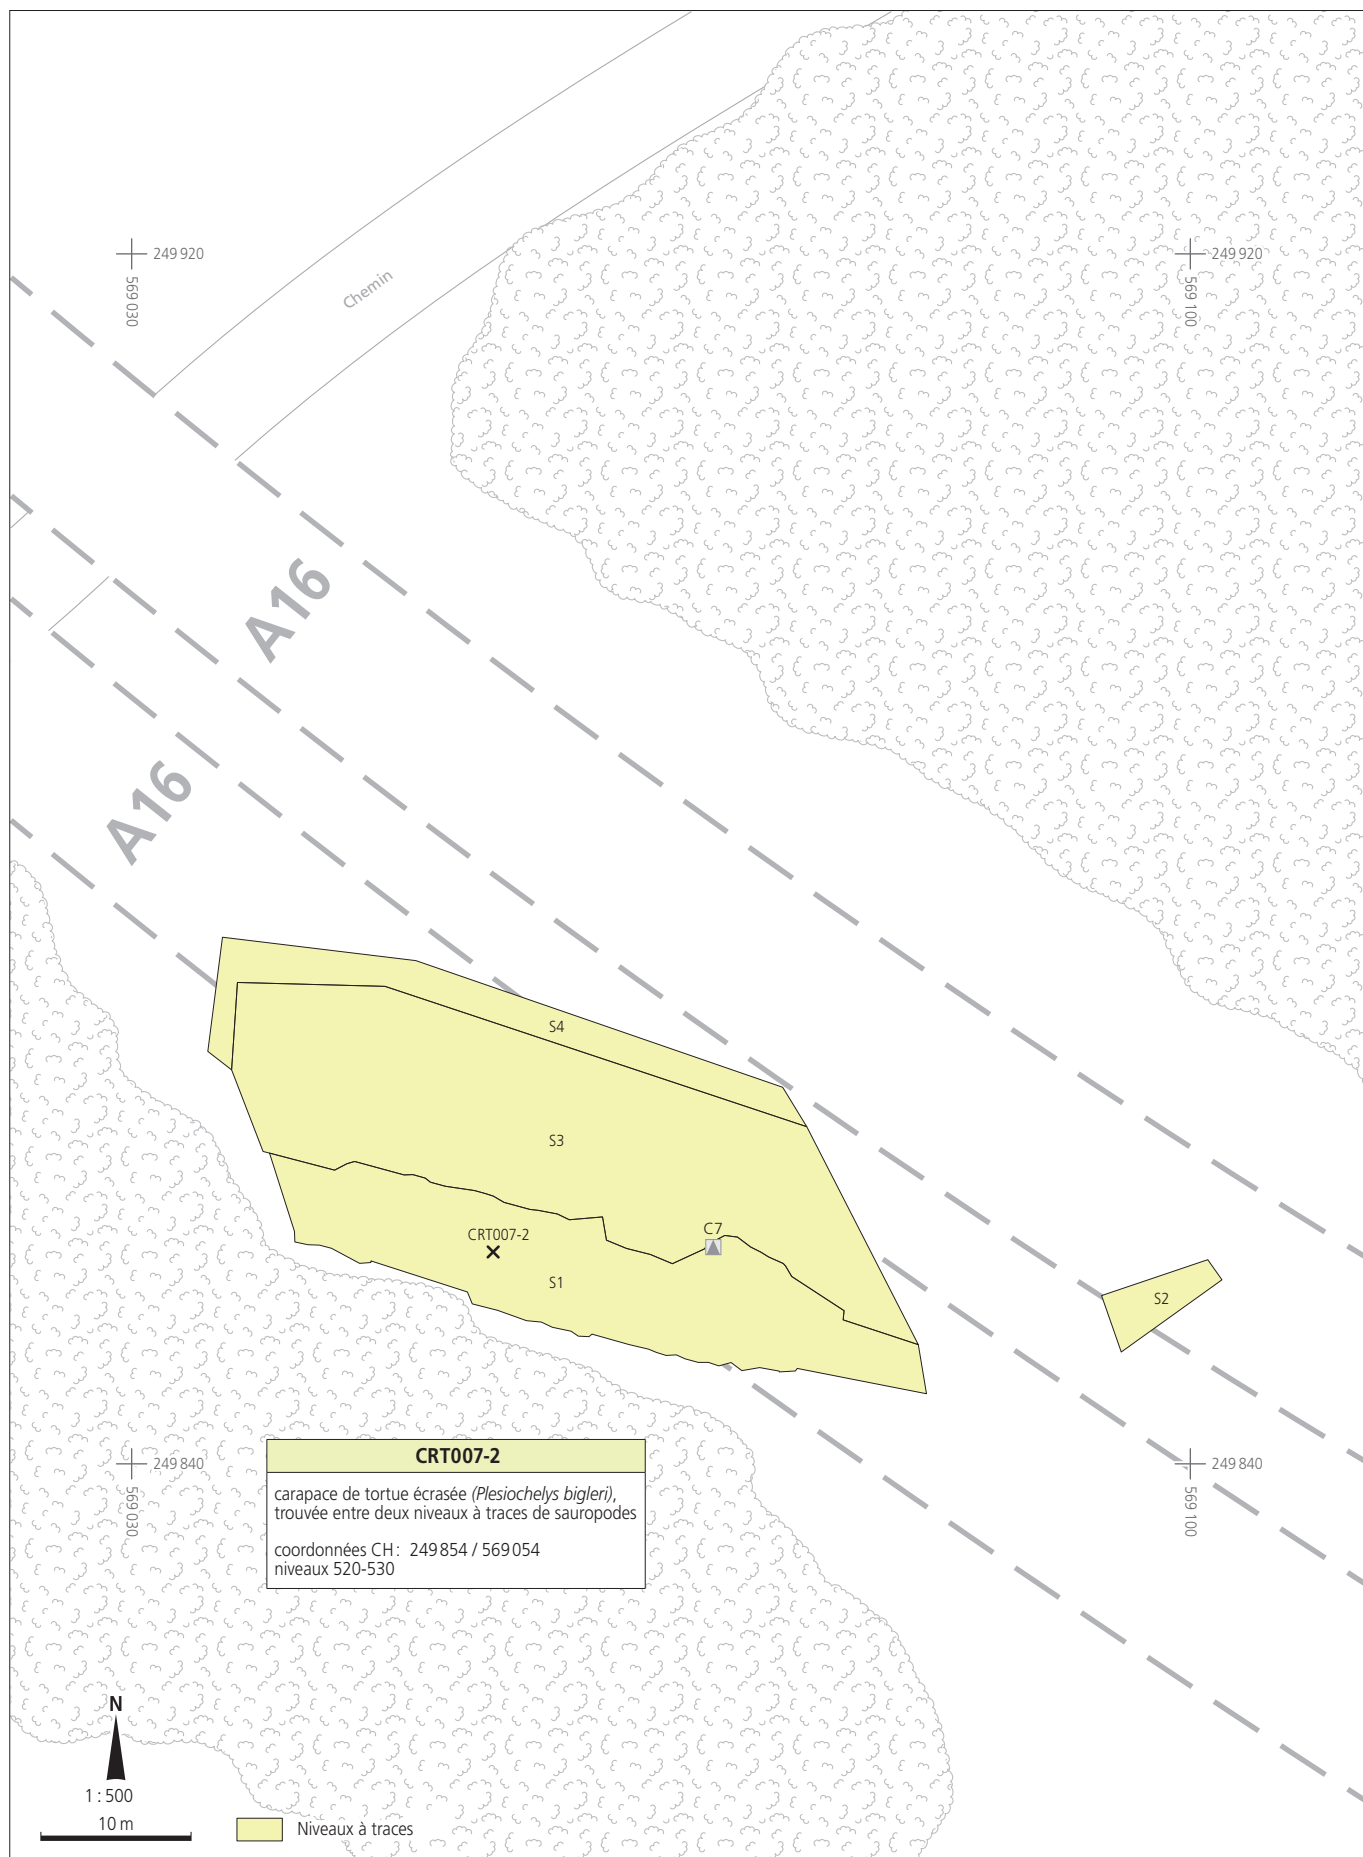 249 920
249 920
569 030
569 100
Chemin
A16
A16
S4
S3
C7
CRT007-2
S1
S2
CRT007-2
carapace de tortue écrasée (Plesiochelys bigleri),
trouvée entre deux niveaux à traces de sauropodes
coordonnées CH : 249 854 / 569 054
niveaux 520-530
249 840
249 840
569 030
569 100
N
1 : 500
10 m
Niveaux à traces